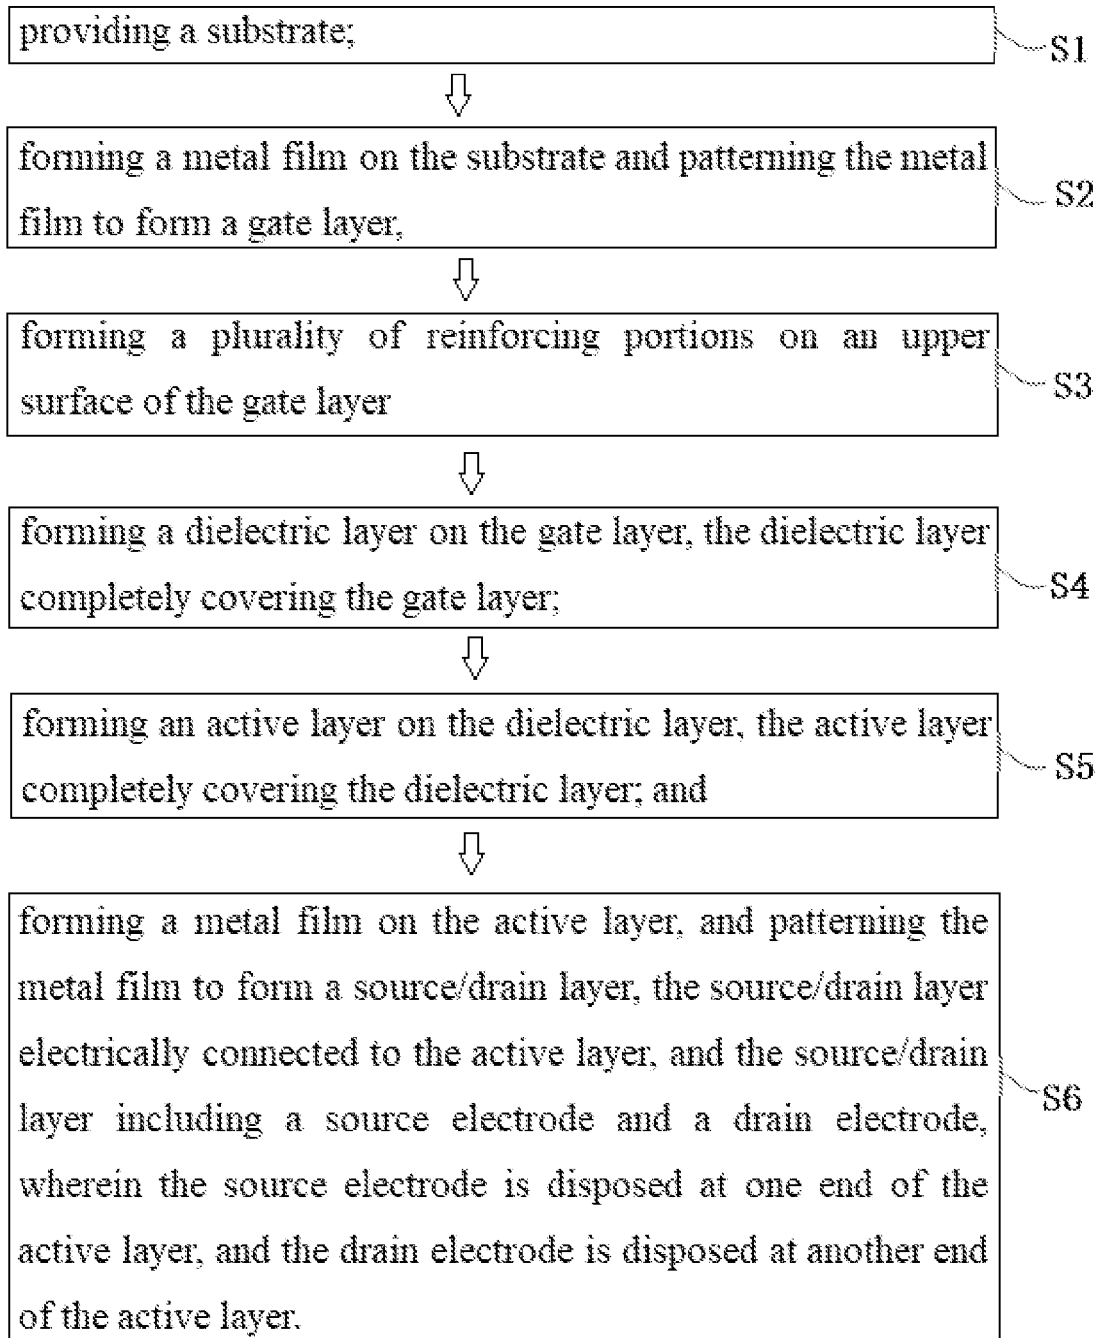 providing a substrate;
S1
forming a metal film on the substrate and patterning the metal
film to form a gate layer,
S2
forming a plurality of reinforcing portions on an upper
surface of the gate layer
S3
forming a dielectric layer on the gate layer, the dielectric layer
completely covering the gate layer;
S4
forming an active layer on the dielectric layer, the active layer
completely covering the dielectric layer; and
S5
forming a metal film on the active layer, and patterning the
metal film to form a source/drain layer, the source/drain layer
electrically connected to the active layer, and the source/drain
layer including a source electrode and a drain electrode,
wherein the source electrode is disposed at one end of the
active layer, and the drain electrode is disposed at another end
of the active layer.
S6